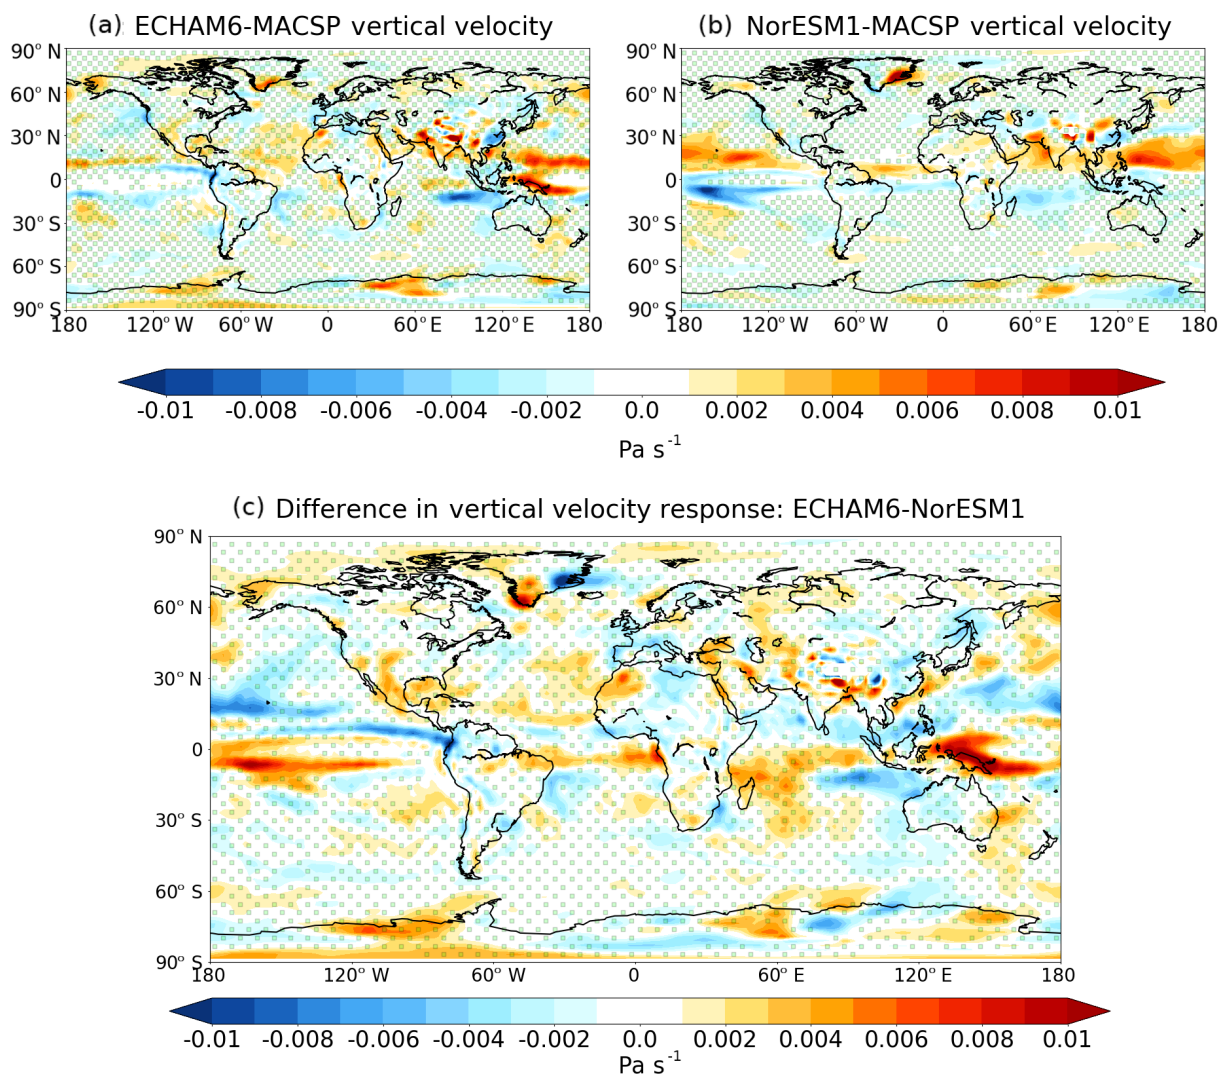 (a) ECHAM6-MACSP vertical velocity
(b) NorESM1-MACSP vertical velocity
90° N
60° N
30° N
0
30° S
60° S
90° S
180 120°W 60°W 0 60°E 120°E 180
90° N
60° N
30° N
0
30° S
60° S
90° S
180 120°W 60°W 0 60°E 120°E 180
-0.01 -0.008 -0.006 -0.004 -0.002 0.0 0.002 0.004 0.006 0.008 0.01
Pa s⁻¹
(c) Difference in vertical velocity response: ECHAM6-NorESM1
90° N
60° N
30° N
0
30° S
60° S
90° S
180 120°W 60°W 0 60°E 120°E 180
-0.01 -0.008 -0.006 -0.004 -0.002 0.0 0.002 0.004 0.006 0.008 0.01
Pa s⁻¹